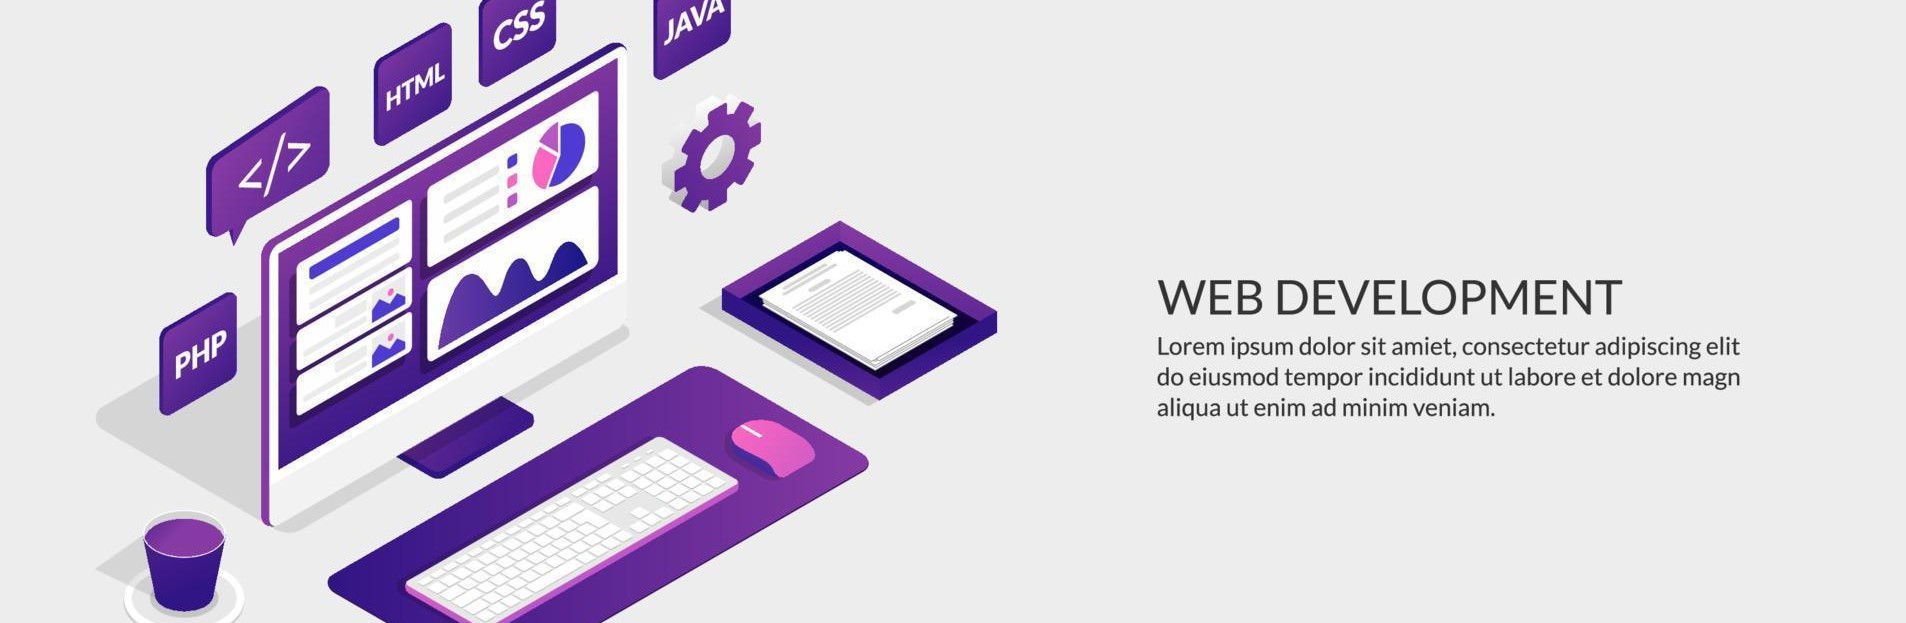 CSS
JAVA
HTML
</>
PHP
WEB DEVELOPMENT
Lorem ipsum dolor sit amiet, consectetur adipiscing elit
do eiusmod tempor incididunt ut labore et dolore magn
aliqua ut enim ad minim veniam.